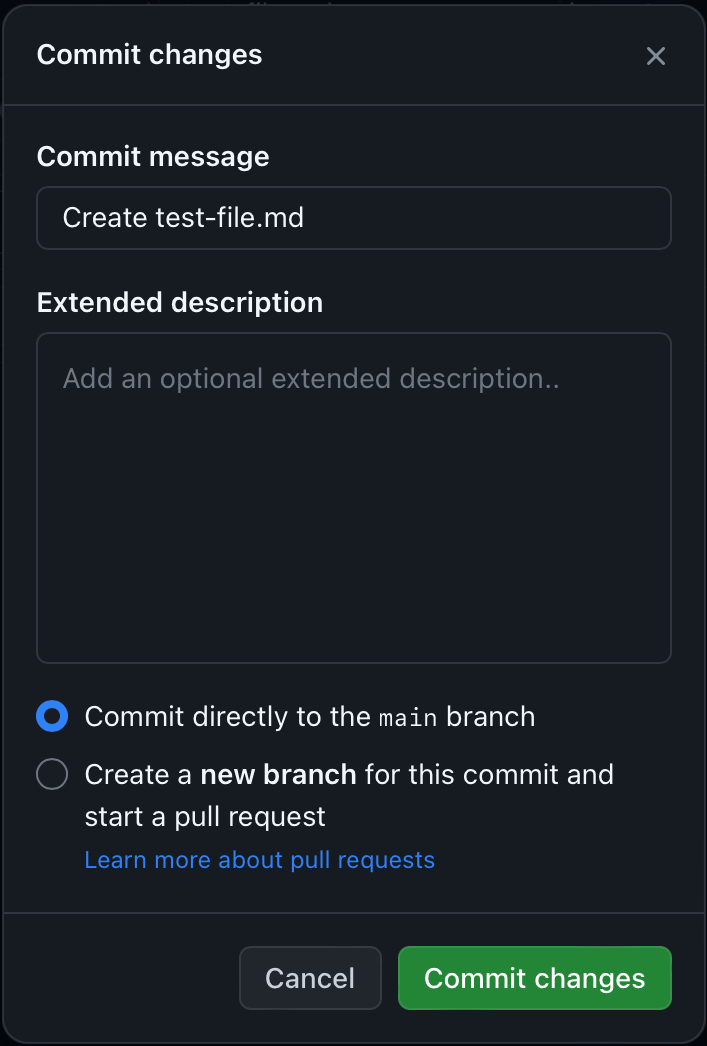 Commit changes
Commit message
Create test-file.md
Extended description
Add an optional extended description..
Commit directly to the main branch
Create a new branch for this commit and
start a pull request
Learn more about pull requests
Cancel
Commit changes